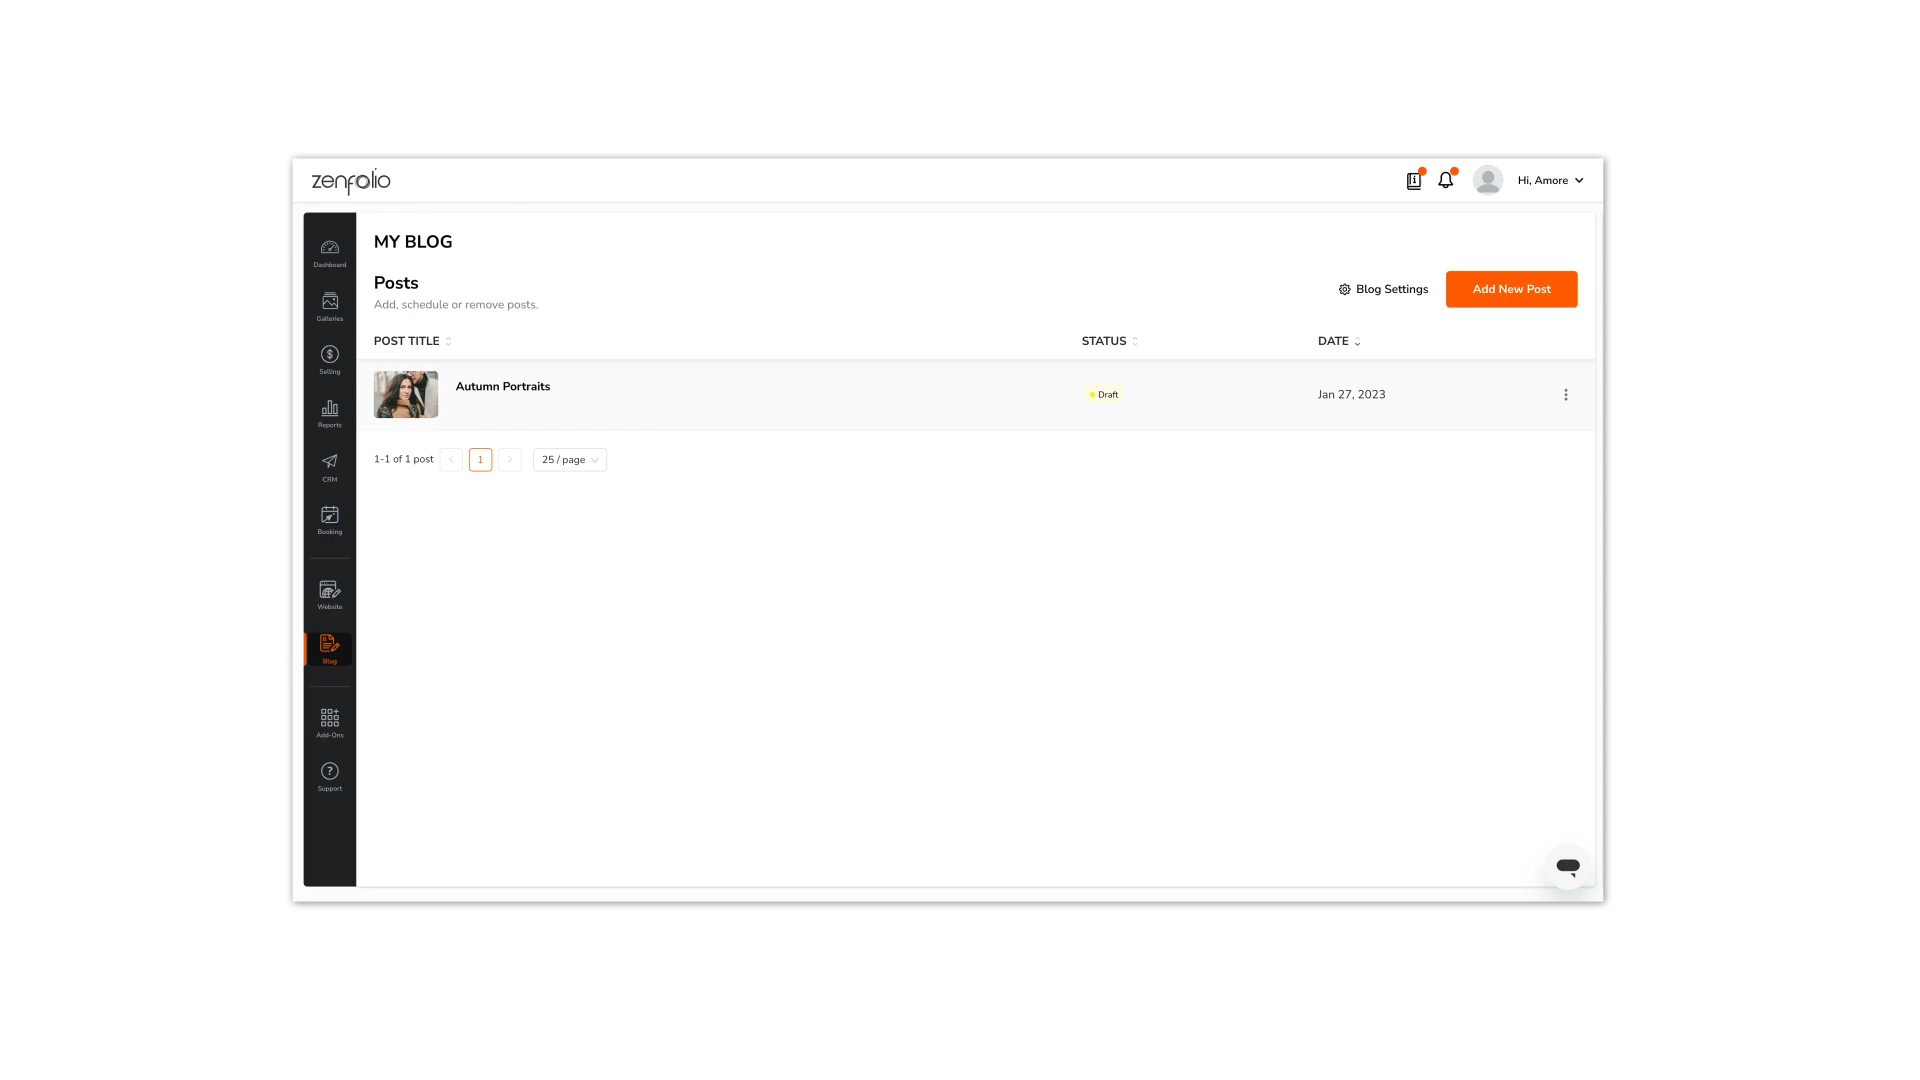 zenfolio
Hi, Amore
Dashboard
Galleries
Selling
Reports
CRM
Booking
Website
Blog
Add-Ons
Support
MY BLOG
Posts
Add, schedule or remove posts.
Blog Settings
Add New Post
POST TITLE
STATUS
DATE
Autumn Portraits
Draft
Jan 27, 2023
1-1 of 1 post
1
25 / page